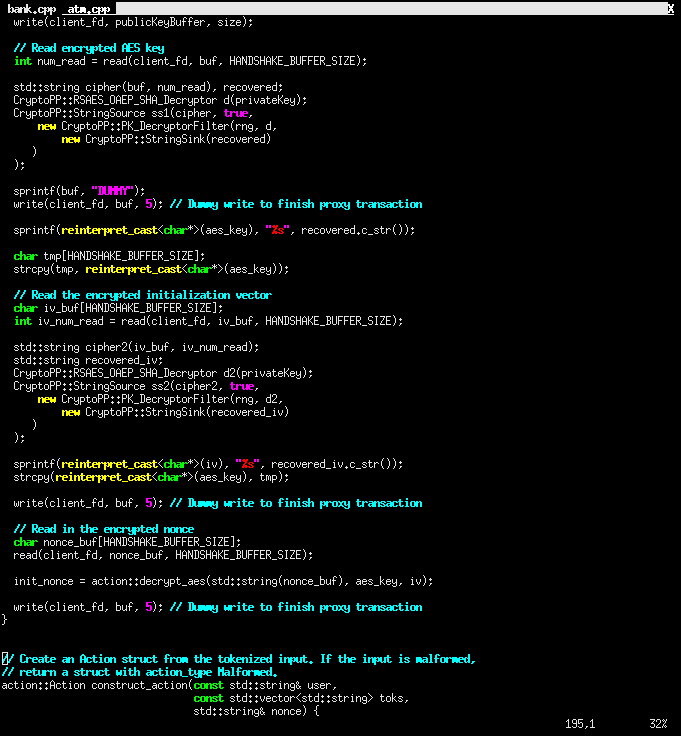 bank.cpp  atm.cpp X
  write(client_fd, publicKeyBuffer, size);
  // Read encrypted AES key
  int num_read = read(client_fd, buf, HANDSHAKE_BUFFER_SIZE);
  std::string cipher(buf, num_read), recovered;
  CryptoPP::RSAES_OAEP_SHA_Decryptor d(privateKey);
  CryptoPP::StringSource ss1(cipher, true,
      new CryptoPP::PK_DecryptorFilter(rng, d,
          new CryptoPP::StringSink(recovered)
     )
  );
  sprintf(buf, "DUMMY");
  write(client_fd, buf, 5); // Dummy write to finish proxy transaction
  sprintf(reinterpret_cast<char*>(aes_key), "%s", recovered.c_str());
  char tmp[HANDSHAKE_BUFFER_SIZE];
  strcpy(tmp, reinterpret_cast<char*>(aes_key));
  // Read the encrypted initialization vector
  char iv_buf[HANDSHAKE_BUFFER_SIZE];
  int iv_num_read = read(client_fd, iv_buf, HANDSHAKE_BUFFER_SIZE);
  std::string cipher2(iv_buf, iv_num_read);
  std::string recovered_iv;
  CryptoPP::RSAES_OAEP_SHA_Decryptor d2(privateKey);
  CryptoPP::StringSource ss2(cipher2, true,
      new CryptoPP::PK_DecryptorFilter(rng, d2,
          new CryptoPP::StringSink(recovered_iv)
     )
  );
  sprintf(reinterpret_cast<char*>(iv), "%s", recovered_iv.c_str());
  strcpy(reinterpret_cast<char*>(aes_key), tmp);
  write(client_fd, buf, 5); // Dummy write to finish proxy transaction
  // Read in the encrypted nonce
  char nonce_buf[HANDSHAKE_BUFFER_SIZE];
  read(client_fd, nonce_buf, HANDSHAKE_BUFFER_SIZE);
  init_nonce = action::decrypt_aes(std::string(nonce_buf), aes_key, iv);
  write(client_fd, buf, 5); // Dummy write to finish proxy transaction
}
// Create an Action struct from the tokenized input. If the input is malformed,
// return a struct with action_type Malformed.
action::Action construct_action(const std::string& user,
                                const std::vector<std::string> toks,
                                std::string& nonce) {
195,1 32%